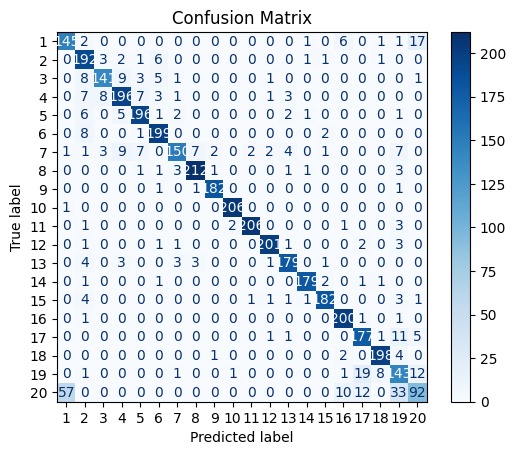 Confusion Matrix
1 145 2 0 0 0 0 0 0 0 0 0 0 0 1 0 6 0 1 1 17
2 0 192 3 2 1 6 0 0 0 0 0 0 0 1 1 0 0 1 0 0
3 0 8 141 9 3 5 1 0 0 0 0 1 0 0 0 0 0 0 0 1
4 0 7 8 196 7 3 1 0 0 0 0 1 3 0 0 0 0 0 0 0
5 0 6 0 5 196 1 2 0 0 0 0 0 2 1 0 0 0 0 1 0
6 0 8 0 0 1 199 0 0 0 0 0 0 0 0 2 0 0 0 0 0
7 1 1 3 9 7 0 150 7 2 0 2 2 4 0 1 0 0 0 7 0
8 0 0 0 0 1 1 3 212 1 0 0 0 1 1 0 0 0 0 3 0
9 0 0 0 0 0 1 0 1 182 0 0 0 0 0 0 0 0 0 1 0
10 1 0 0 0 0 0 0 0 0 206 0 0 0 0 0 0 0 0 0 0
11 0 1 0 0 0 0 0 0 0 2 206 0 0 0 0 1 0 0 3 0
12 0 1 0 0 1 1 0 0 0 0 0 201 1 0 0 0 2 0 3 0
13 0 4 0 3 0 0 3 3 0 0 0 1 179 0 1 0 0 0 0 0
14 0 1 0 0 0 3 0 0 0 0 0 0 0 179 2 0 1 1 0 0
15 0 4 0 0 0 0 0 0 0 0 1 1 1 1 182 0 0 0 3 1
16 0 1 0 0 0 0 0 0 0 0 0 0 0 0 0 200 1 0 1 0
17 0 0 0 0 0 0 0 0 0 0 0 1 1 0 0 0 177 1 11 5
18 0 0 0 0 0 0 0 0 1 0 0 0 0 0 0 2 0 198 4 0
19 0 1 0 0 0 0 1 0 0 0 1 0 0 0 0 1 19 8 143 12
20 57 0 0 0 0 0 0 0 0 0 0 0 0 0 0 10 12 0 33 92
1 2 3 4 5 6 7 8 9 10 11 12 13 14 15 16 17 18 19 20
Predicted label
True label
200
175
150
125
100
75
50
25
0